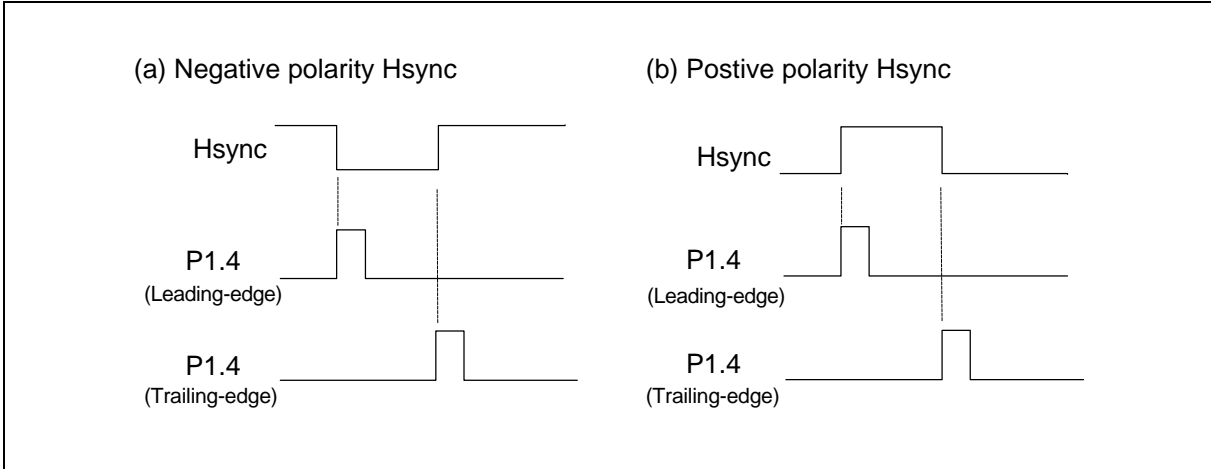 (a) Negative polarity Hsync
Hsync
P1.4
(Leading-edge)
P1.4
(Trailing-edge)
(b) Postive polarity Hsync
Hsync
P1.4
(Leading-edge)
P1.4
(Trailing-edge)